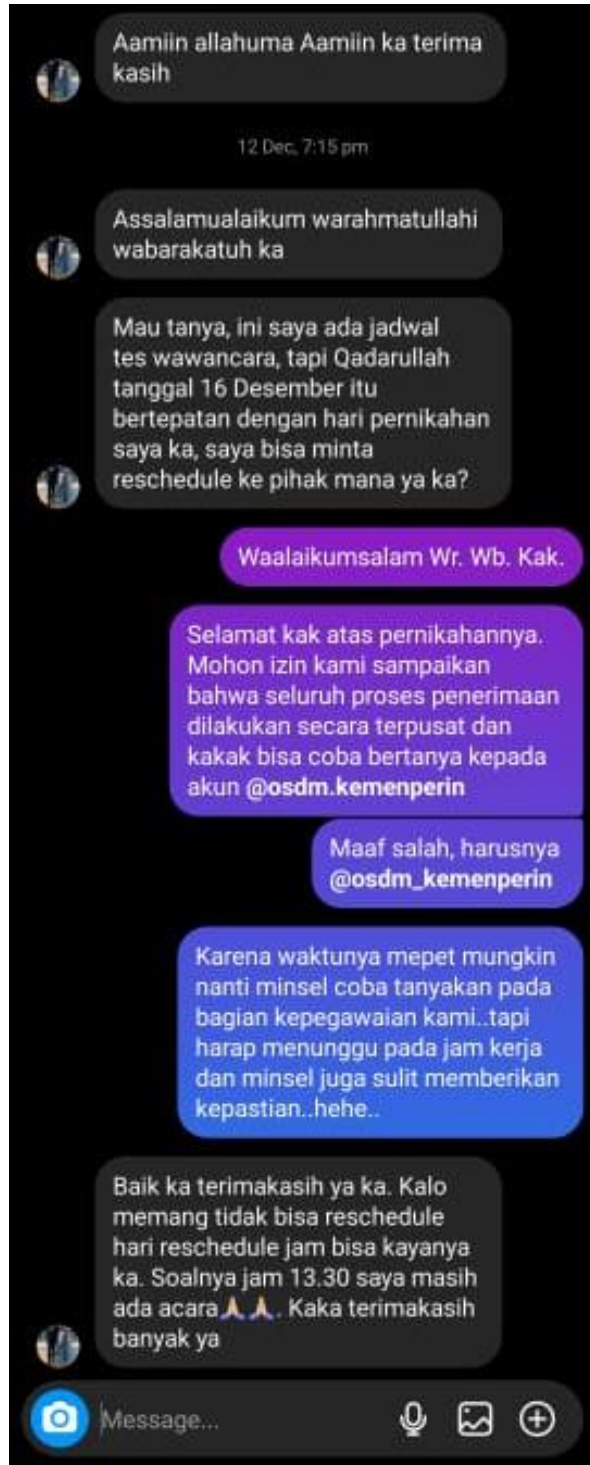 Aamiin allahuma Aamiin ka terima
kasih
12 Dec, 7:15 pm
Assalamualaikum warahmatullahi
wabarakatuh ka
Mau tanya, ini saya ada jadwal
tes wawancara, tapi Qadarullah
tanggal 16 Desember itu
bertepatan dengan hari pernikahan
saya ka, saya bisa minta
reschedule ke pihak mana ya ka?
Waalaikumsalam Wr. Wb. Kak.
Selamat kak atas pernikahannya.
Mohon izin kami sampaikan
bahwa seluruh proses penerimaan
dilakukan secara terpusat dan
kakak bisa coba bertanya kepada
akun @osdm.kemenperin
Maaf salah, harusnya
@osdm_kemenperin
Karena waktunya mepet mungkin
nanti minsel coba tanyakan pada
bagian kepegawaian kami..tapi
harap menunggu pada jam kerja
dan minsel juga sulit memberikan
kepastian..hehe..
Baik ka terimakasih ya ka. Kalo
memang tidak bisa reschedule
hari reschedule jam bisa kayanya
ka. Soalnya jam 13.30 saya masih
ada acara🙏🙏. Kaka terimakasih
banyak ya
Message...